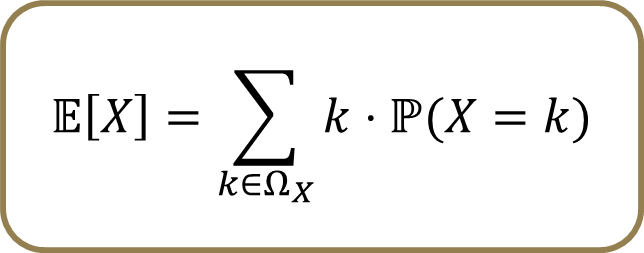 𝔼[𝑋] = ∑_{𝑘∈Ω_𝑋} 𝑘 · ℙ(𝑋 = 𝑘)